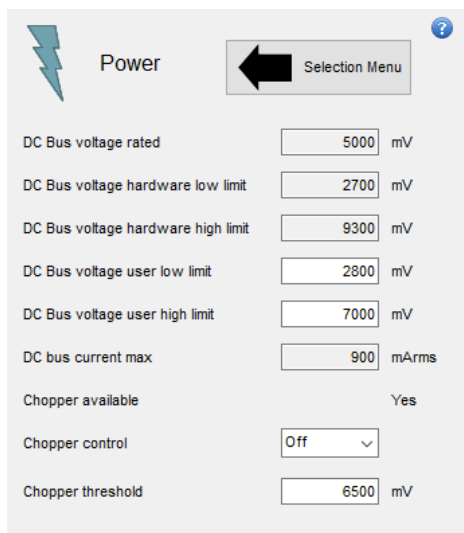 ?
Power
Selection Menu
DC Bus voltage rated 5000 mV
DC Bus voltage hardware low limit 2700 mV
DC Bus voltage hardware high limit 9300 mV
DC Bus voltage user low limit 2800 mV
DC Bus voltage user high limit 7000 mV
DC bus current max 900 mArms
Chopper available Yes
Chopper control Off
Chopper threshold 6500 mV